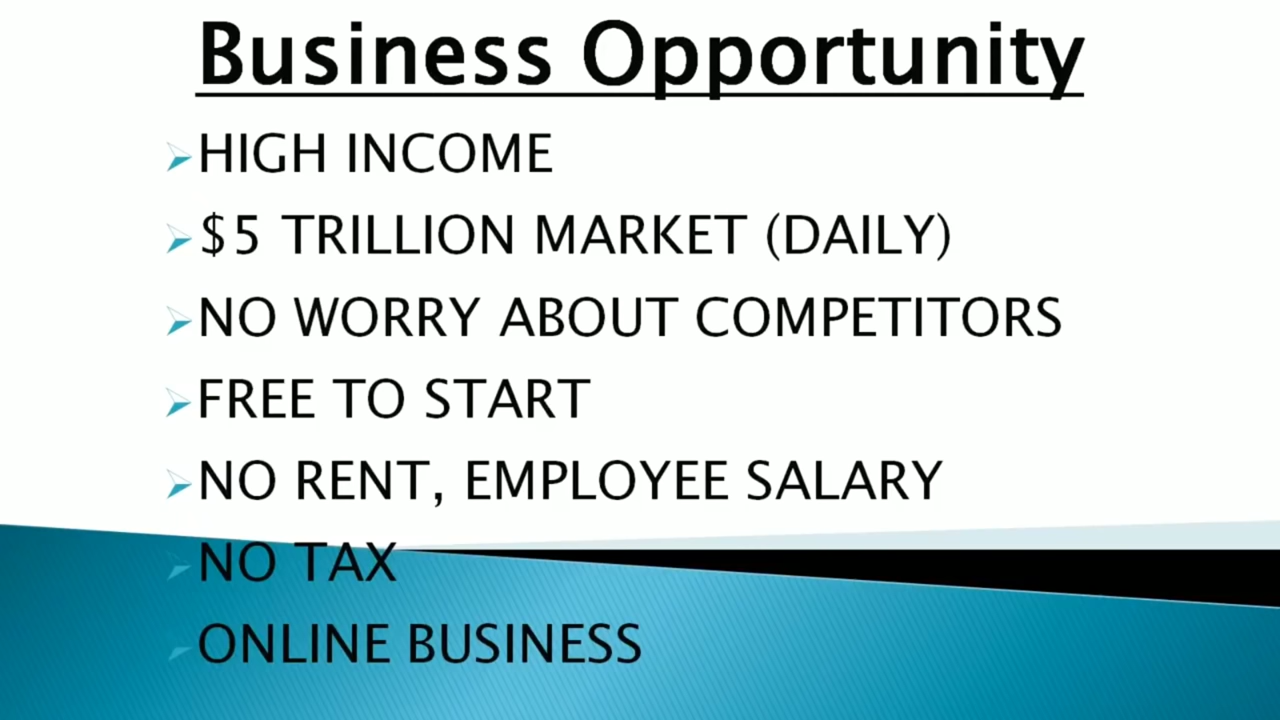 Business Opportunity
HIGH INCOME
$5 TRILLION MARKET (DAILY)
NO WORRY ABOUT COMPETITORS
FREE TO START
NO RENT, EMPLOYEE SALARY
NO TAX
ONLINE BUSINESS